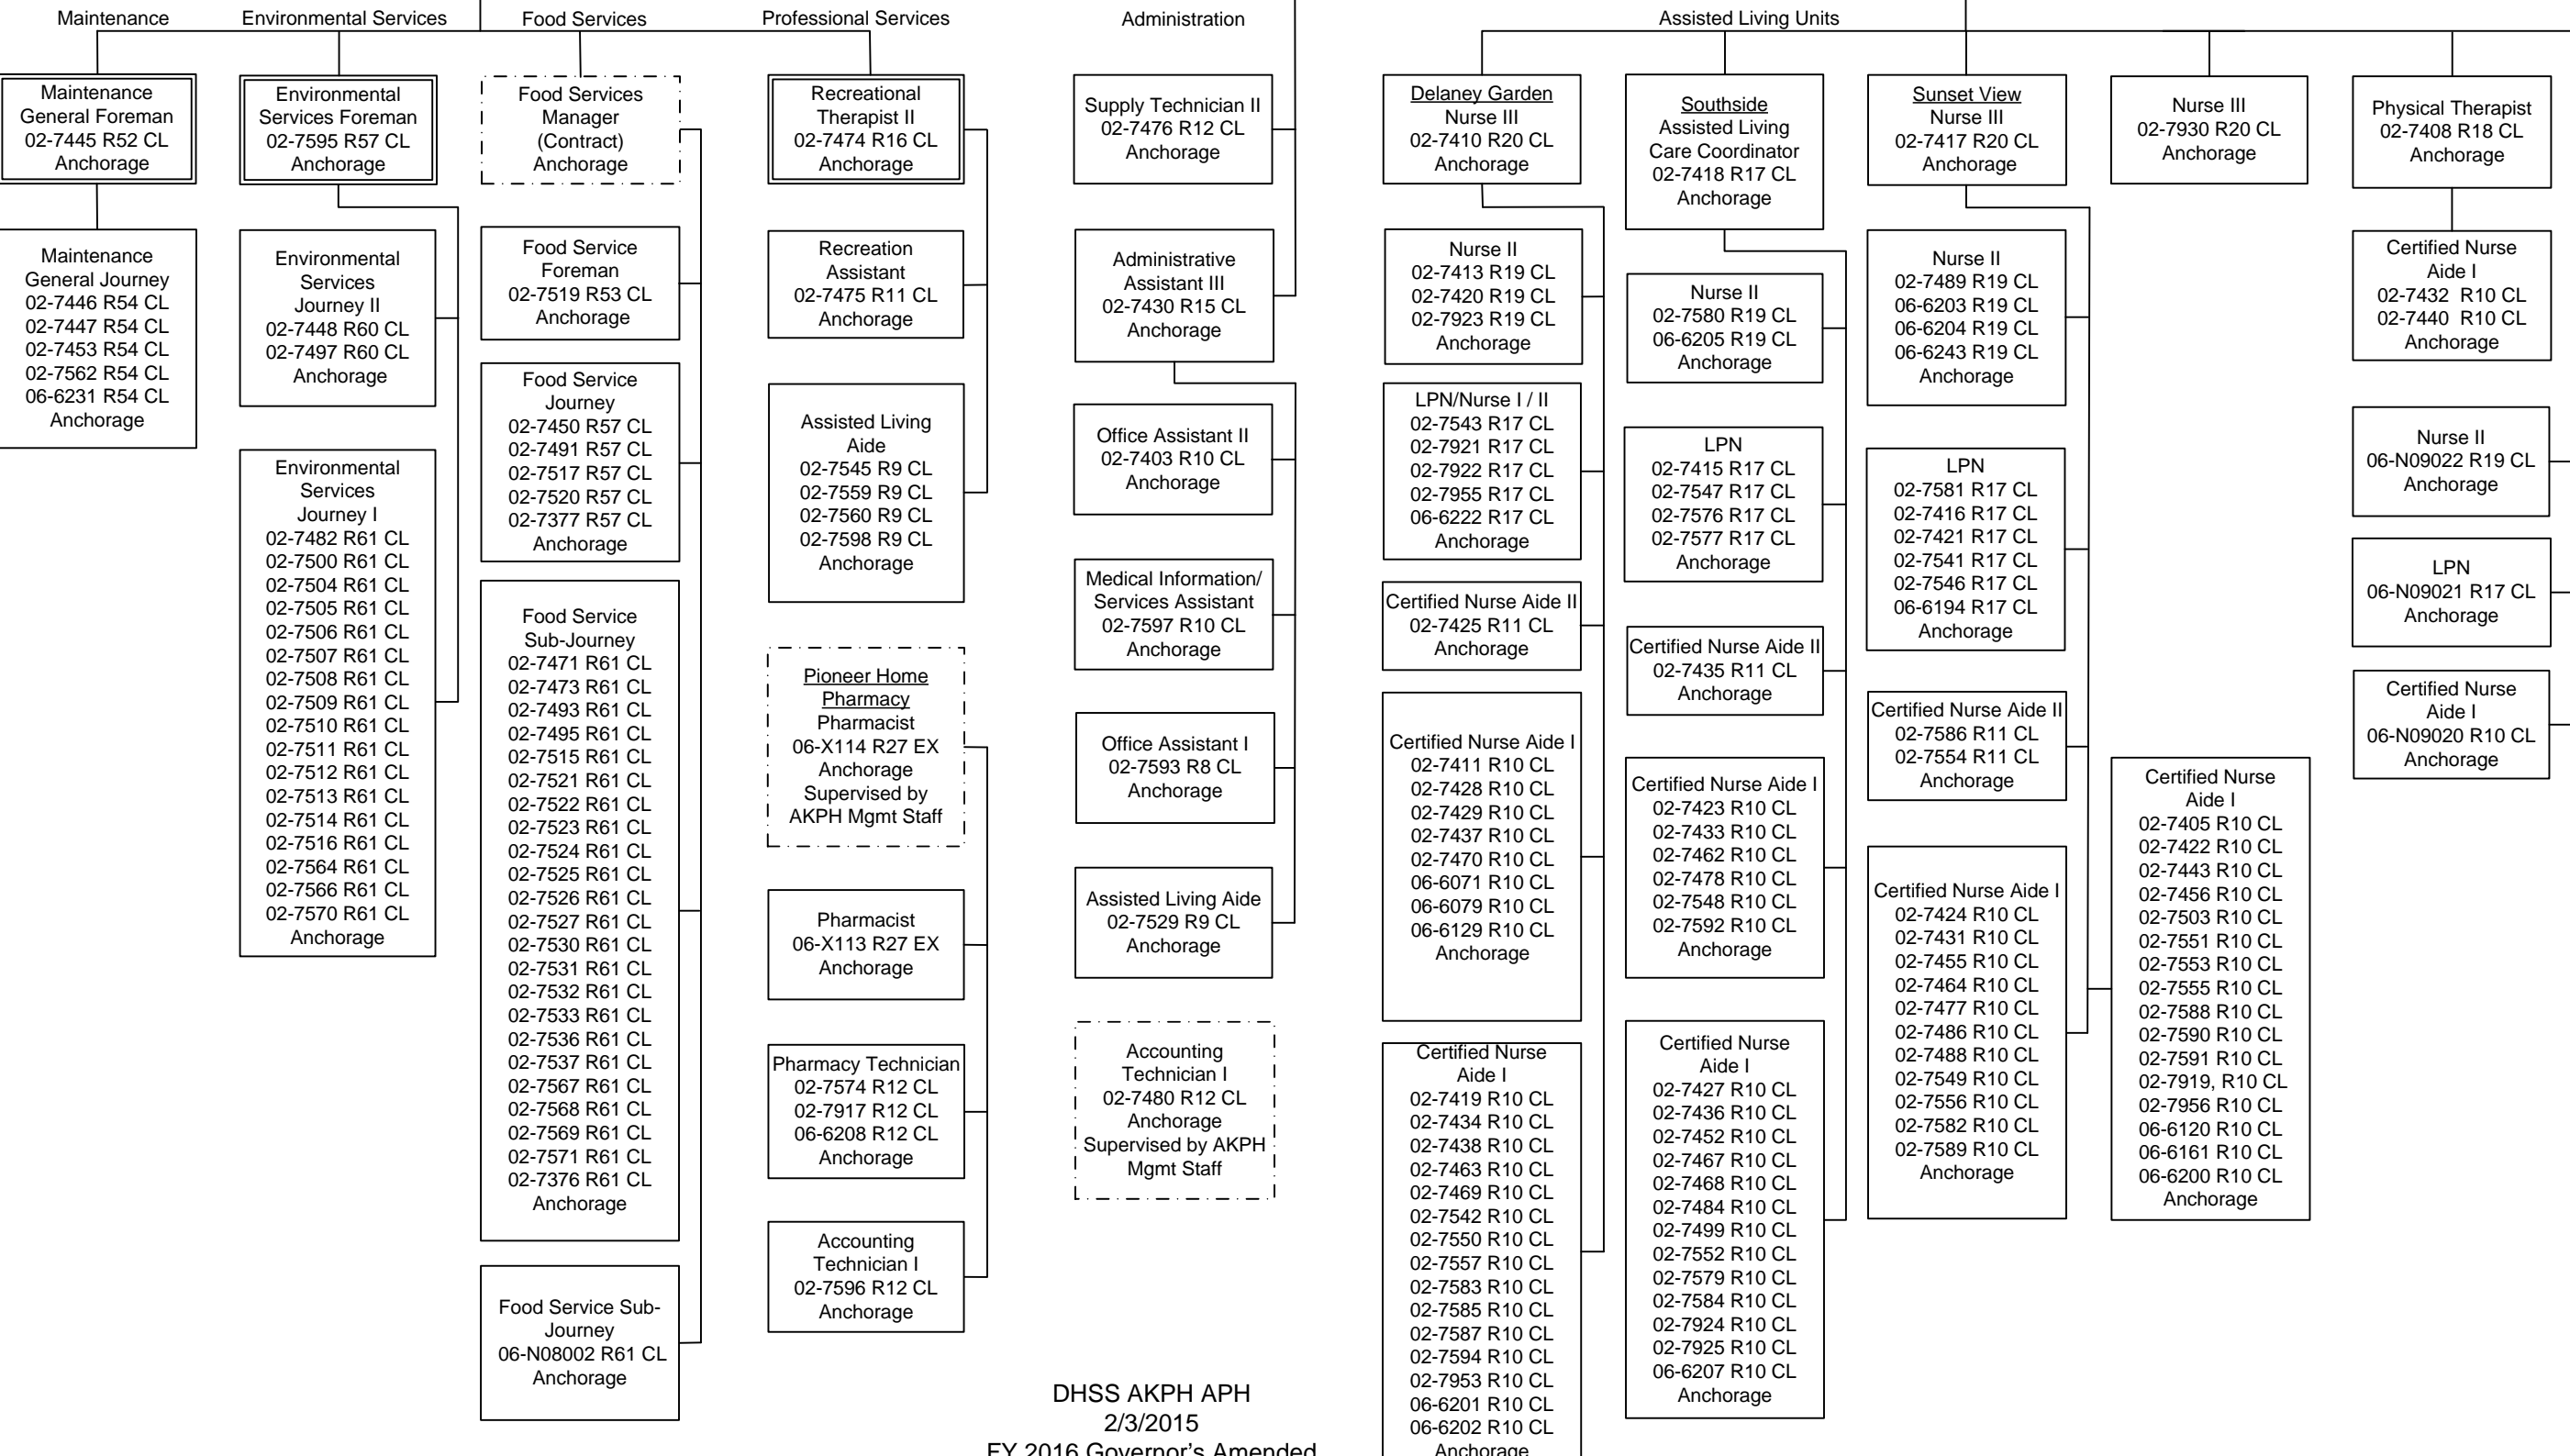 Maintenance
Environmental Services
Food Services
Professional Services
Administration
Assisted Living Units
Maintenance
General Foreman
02-7445 R52 CL
Anchorage
Maintenance
General Journey
02-7446 R54 CL
02-7447 R54 CL
02-7453 R54 CL
02-7562 R54 CL
06-6231 R54 CL
Anchorage
Environmental
Services Foreman
02-7595 R57 CL
Anchorage
Environmental
Services
Journey II
02-7448 R60 CL
02-7497 R60 CL
Anchorage
Environmental
Services
Journey I
02-7482 R61 CL
02-7500 R61 CL
02-7504 R61 CL
02-7505 R61 CL
02-7506 R61 CL
02-7507 R61 CL
02-7508 R61 CL
02-7509 R61 CL
02-7510 R61 CL
02-7511 R61 CL
02-7512 R61 CL
02-7513 R61 CL
02-7514 R61 CL
02-7516 R61 CL
02-7564 R61 CL
02-7566 R61 CL
02-7570 R61 CL
Anchorage
Food Services
Manager
(Contract)
Anchorage
Food Service
Foreman
02-7519 R53 CL
Anchorage
Food Service
Journey
02-7450 R57 CL
02-7491 R57 CL
02-7517 R57 CL
02-7520 R57 CL
02-7377 R57 CL
Anchorage
Food Service
Sub-Journey
02-7471 R61 CL
02-7473 R61 CL
02-7493 R61 CL
02-7495 R61 CL
02-7515 R61 CL
02-7521 R61 CL
02-7522 R61 CL
02-7523 R61 CL
02-7524 R61 CL
02-7525 R61 CL
02-7526 R61 CL
02-7527 R61 CL
02-7530 R61 CL
02-7531 R61 CL
02-7532 R61 CL
02-7533 R61 CL
02-7536 R61 CL
02-7537 R61 CL
02-7567 R61 CL
02-7568 R61 CL
02-7569 R61 CL
02-7571 R61 CL
02-7376 R61 CL
Anchorage
Food Service Sub-
Journey
06-N08002 R61 CL
Anchorage
Recreational
Therapist II
02-7474 R16 CL
Anchorage
Recreation
Assistant
02-7475 R11 CL
Anchorage
Assisted Living
Aide
02-7545 R9 CL
02-7559 R9 CL
02-7560 R9 CL
02-7598 R9 CL
Anchorage
Pioneer Home
Pharmacy
Pharmacist
06-X114 R27 EX
Anchorage
Supervised by
AKPH Mgmt Staff
Pharmacist
06-X113 R27 EX
Anchorage
Pharmacy Technician
02-7574 R12 CL
02-7917 R12 CL
06-6208 R12 CL
Anchorage
Accounting
Technician I
02-7596 R12 CL
Anchorage
Supply Technician II
02-7476 R12 CL
Anchorage
Administrative
Assistant III
02-7430 R15 CL
Anchorage
Office Assistant II
02-7403 R10 CL
Anchorage
Medical Information/
Services Assistant
02-7597 R10 CL
Anchorage
Office Assistant I
02-7593 R8 CL
Anchorage
Assisted Living Aide
02-7529 R9 CL
Anchorage
Accounting
Technician I
02-7480 R12 CL
Anchorage
Supervised by AKPH
Mgmt Staff
Delaney Garden
Nurse III
02-7410 R20 CL
Anchorage
Nurse II
02-7413 R19 CL
02-7420 R19 CL
02-7923 R19 CL
Anchorage
LPN/Nurse I / II
02-7543 R17 CL
02-7921 R17 CL
02-7922 R17 CL
02-7955 R17 CL
06-6222 R17 CL
Anchorage
Certified Nurse Aide II
02-7425 R11 CL
Anchorage
Certified Nurse Aide I
02-7411 R10 CL
02-7428 R10 CL
02-7429 R10 CL
02-7437 R10 CL
02-7470 R10 CL
06-6071 R10 CL
06-6079 R10 CL
06-6129 R10 CL
Anchorage
Certified Nurse
Aide I
02-7419 R10 CL
02-7434 R10 CL
02-7438 R10 CL
02-7463 R10 CL
02-7469 R10 CL
02-7542 R10 CL
02-7550 R10 CL
02-7557 R10 CL
02-7583 R10 CL
02-7585 R10 CL
02-7587 R10 CL
02-7594 R10 CL
02-7953 R10 CL
06-6201 R10 CL
06-6202 R10 CL
Anchorage
Southside
Assisted Living
Care Coordinator
02-7418 R17 CL
Anchorage
Nurse II
02-7580 R19 CL
06-6205 R19 CL
Anchorage
LPN
02-7415 R17 CL
02-7547 R17 CL
02-7576 R17 CL
02-7577 R17 CL
Anchorage
Certified Nurse Aide II
02-7435 R11 CL
Anchorage
Certified Nurse Aide I
02-7423 R10 CL
02-7433 R10 CL
02-7462 R10 CL
02-7478 R10 CL
02-7548 R10 CL
02-7592 R10 CL
Anchorage
Certified Nurse
Aide I
02-7427 R10 CL
02-7436 R10 CL
02-7452 R10 CL
02-7467 R10 CL
02-7468 R10 CL
02-7484 R10 CL
02-7499 R10 CL
02-7552 R10 CL
02-7579 R10 CL
02-7584 R10 CL
02-7924 R10 CL
02-7925 R10 CL
06-6207 R10 CL
Anchorage
Sunset View
Nurse III
02-7417 R20 CL
Anchorage
Nurse II
02-7489 R19 CL
06-6203 R19 CL
06-6204 R19 CL
06-6243 R19 CL
Anchorage
LPN
02-7581 R17 CL
02-7416 R17 CL
02-7421 R17 CL
02-7541 R17 CL
02-7546 R17 CL
06-6194 R17 CL
Anchorage
Certified Nurse Aide II
02-7586 R11 CL
02-7554 R11 CL
Anchorage
Certified Nurse Aide I
02-7424 R10 CL
02-7431 R10 CL
02-7455 R10 CL
02-7464 R10 CL
02-7477 R10 CL
02-7486 R10 CL
02-7488 R10 CL
02-7549 R10 CL
02-7556 R10 CL
02-7582 R10 CL
02-7589 R10 CL
Anchorage
Nurse III
02-7930 R20 CL
Anchorage
Certified Nurse
Aide I
02-7405 R10 CL
02-7422 R10 CL
02-7443 R10 CL
02-7456 R10 CL
02-7503 R10 CL
02-7551 R10 CL
02-7553 R10 CL
02-7555 R10 CL
02-7588 R10 CL
02-7590 R10 CL
02-7591 R10 CL
02-7919, R10 CL
02-7956 R10 CL
06-6120 R10 CL
06-6161 R10 CL
06-6200 R10 CL
Anchorage
Physical Therapist
02-7408 R18 CL
Anchorage
Certified Nurse
Aide I
02-7432 R10 CL
02-7440 R10 CL
Anchorage
Nurse II
06-N09022 R19 CL
Anchorage
LPN
06-N09021 R17 CL
Anchorage
Certified Nurse
Aide I
06-N09020 R10 CL
Anchorage
DHSS AKPH APH
2/3/2015
FY 2016 Governor's Amended